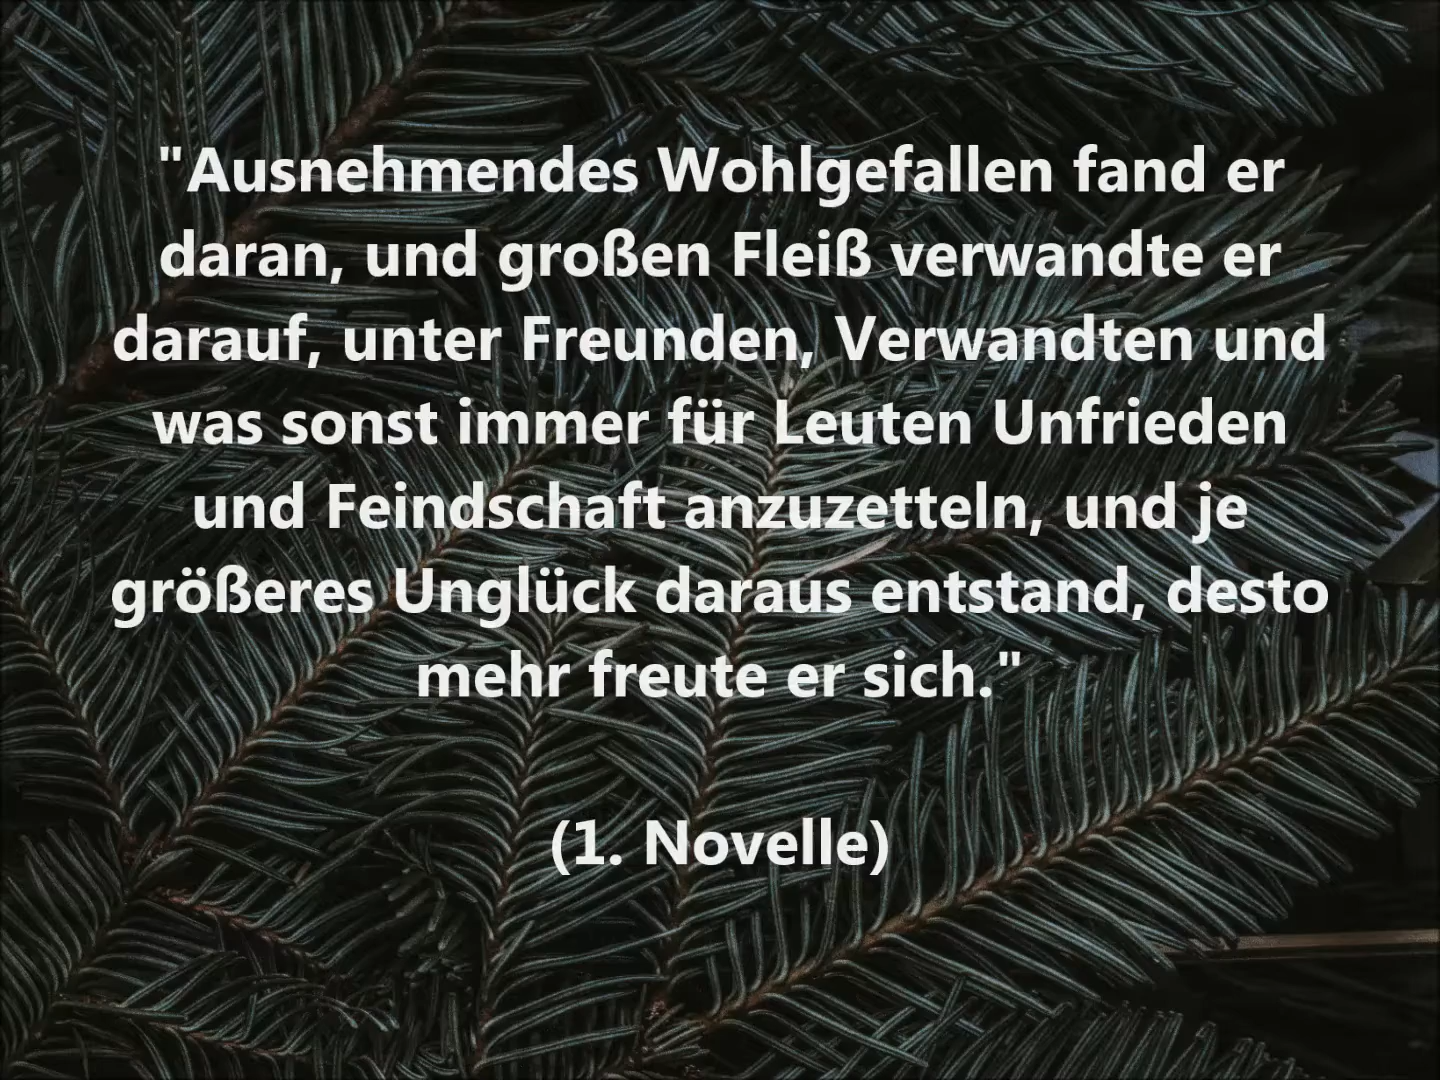 "Ausnehmendes Wohlgefallen fand er
daran, und großen Fleiß verwandte er
darauf, unter Freunden, Verwandten und
was sonst immer für Leuten Unfrieden
und Feindschaft anzuzetteln, und je
größeres Unglück daraus entstand, desto
mehr freute er sich."
(1. Novelle)